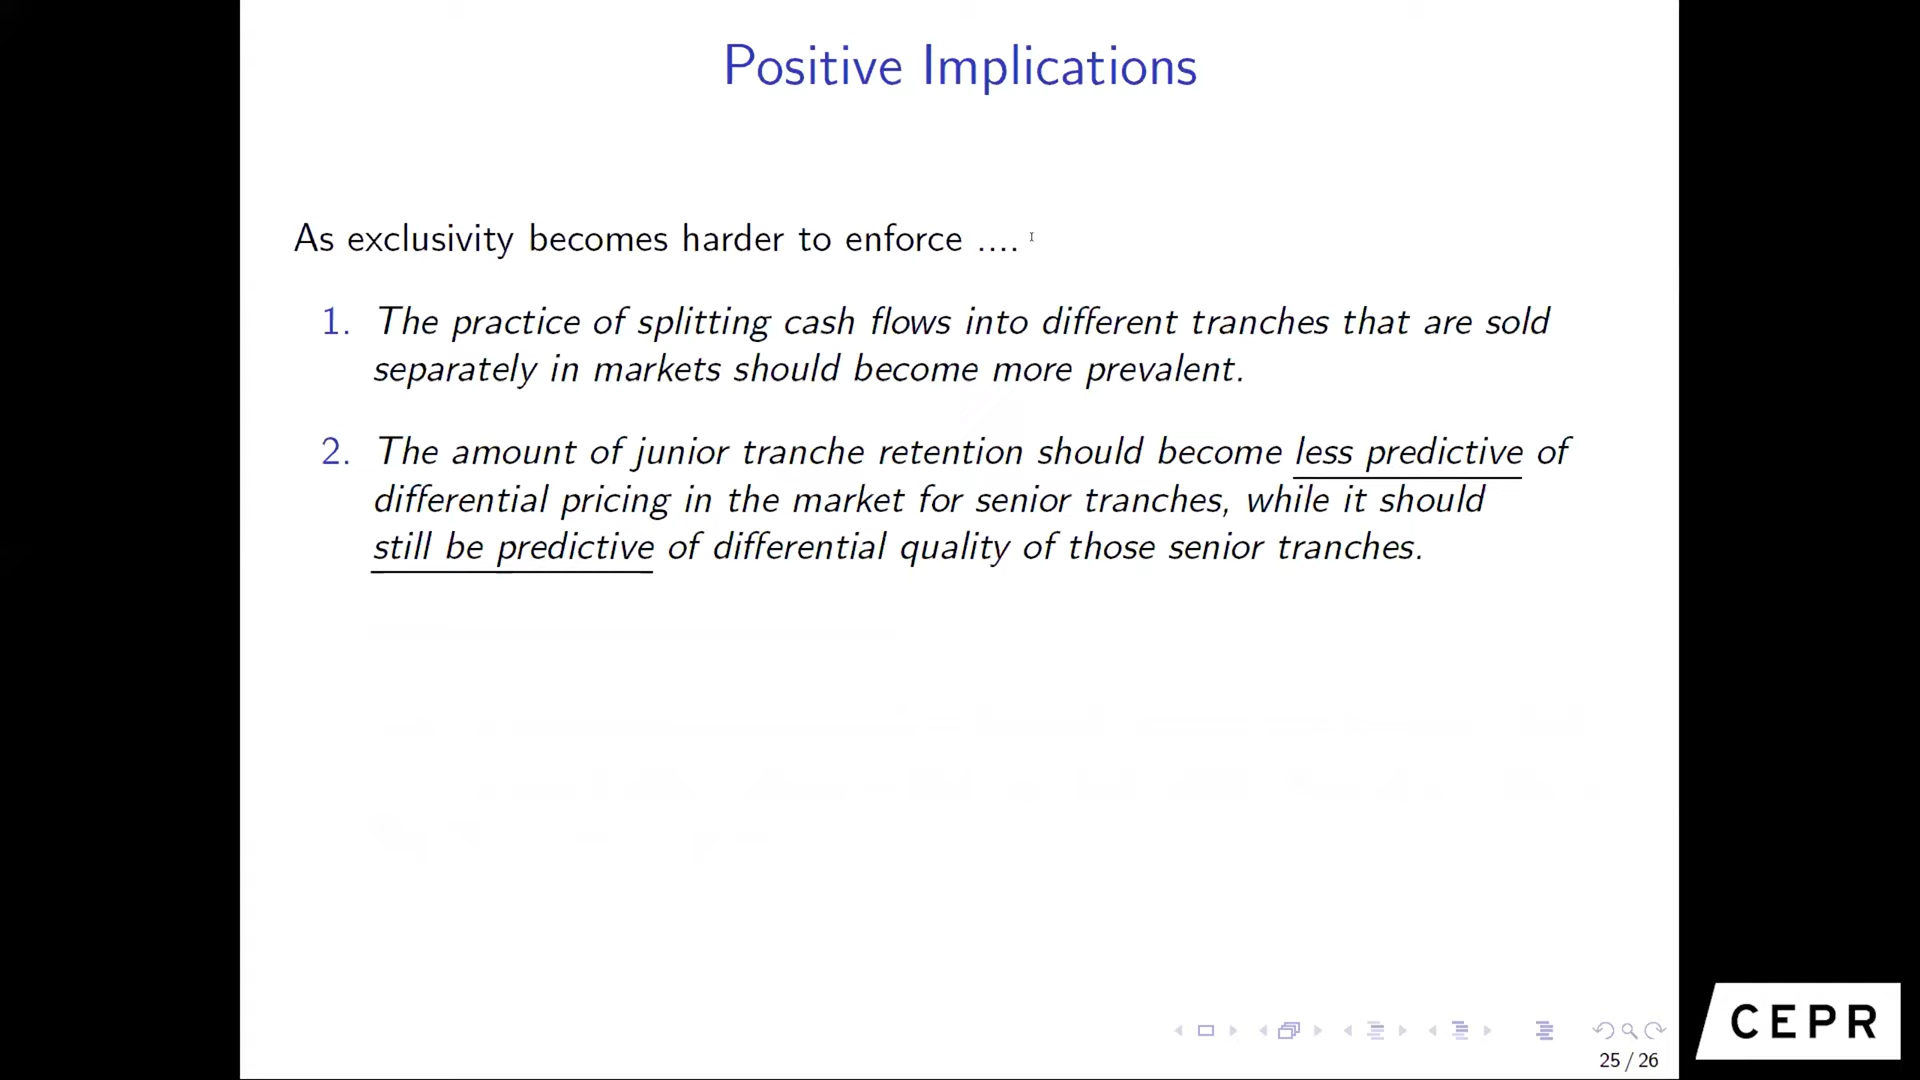 Positive Implications
As exclusivity becomes harder to enforce ....
1. The practice of splitting cash flows into different tranches that are sold
separately in markets should become more prevalent.
2. The amount of junior tranche retention should become less predictive of
differential pricing in the market for senior tranches, while it should
still be predictive of differential quality of those senior tranches.
25 / 26
CEPR